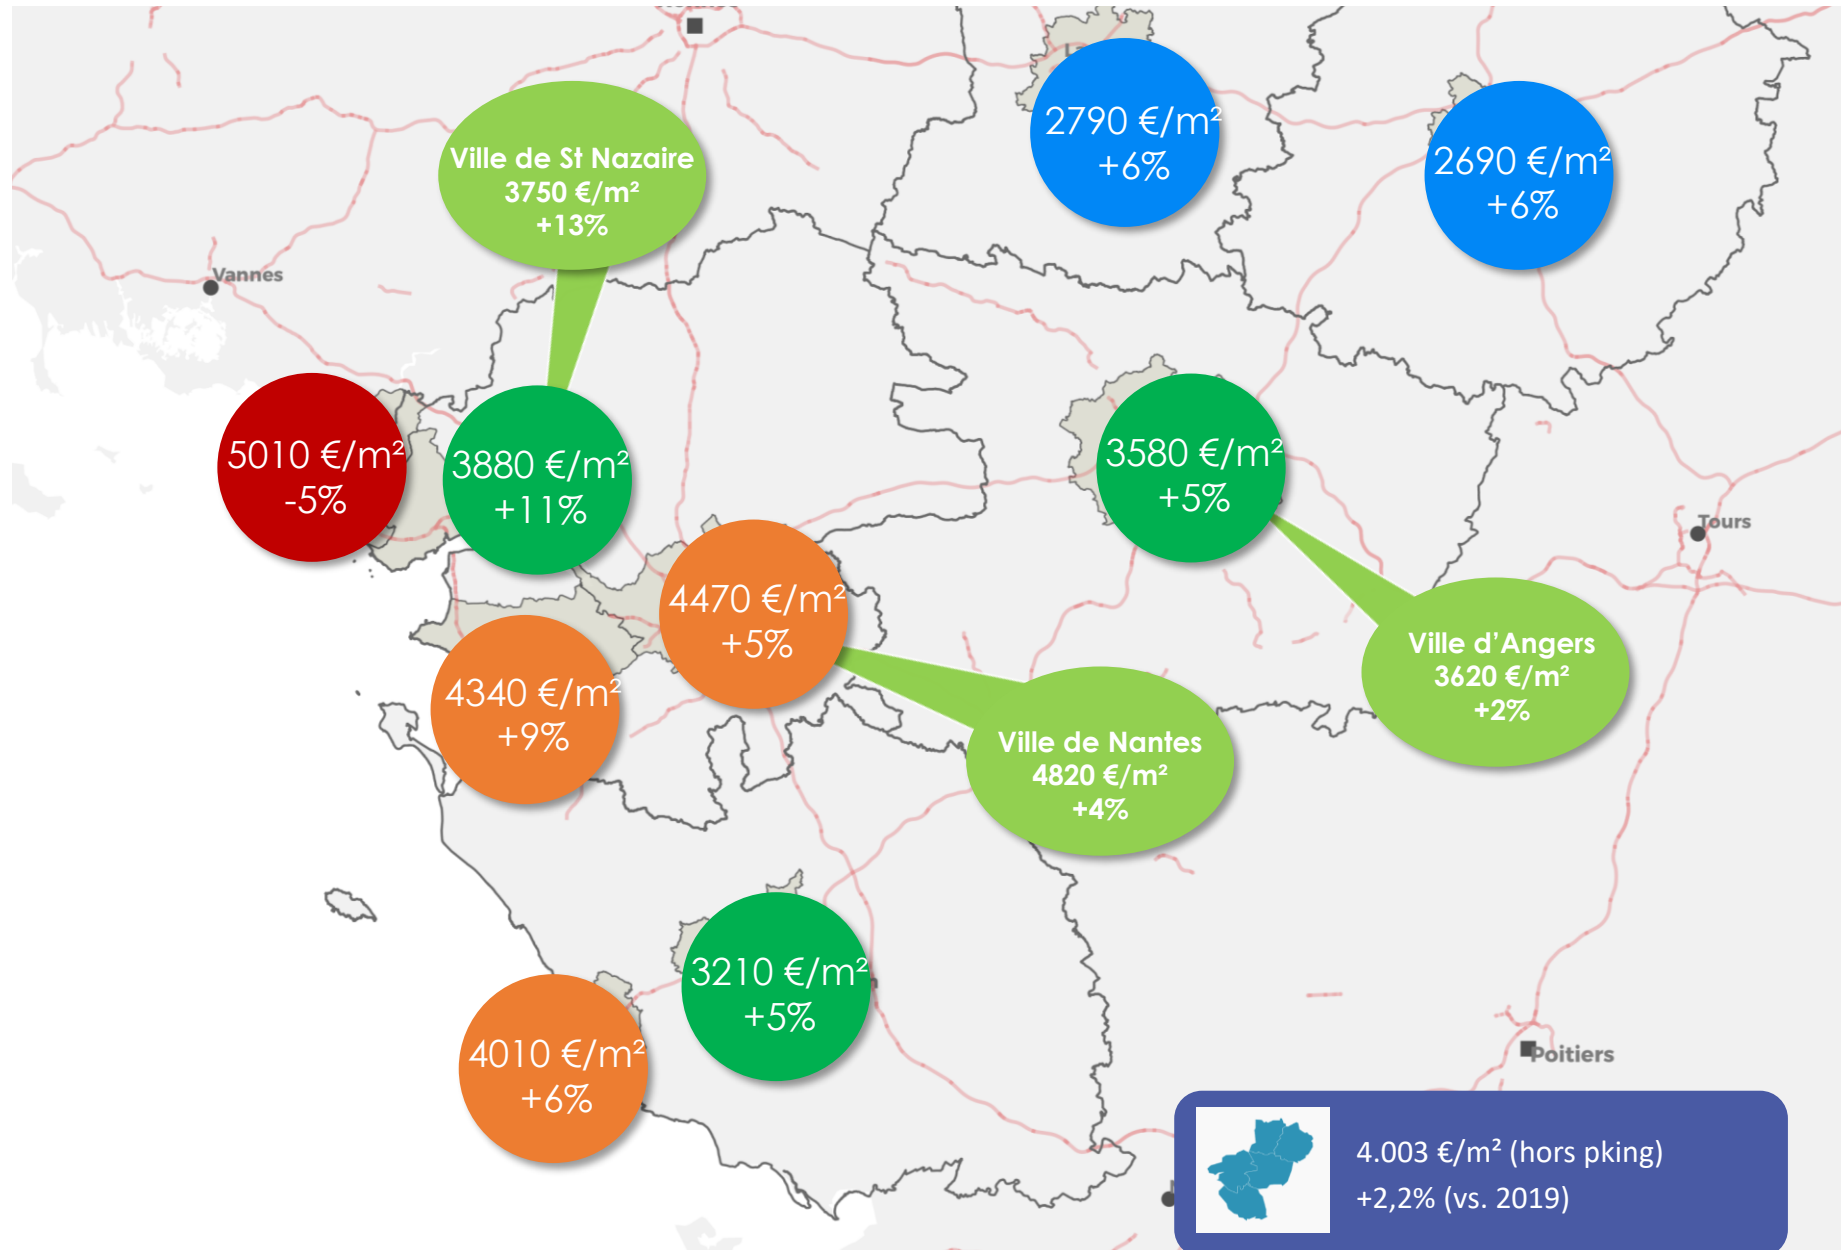 2790 €/m²
+6%
Ville de St Nazaire
3750 €/m²
+13%
2690 €/m²
+6%
Vannes
5010 €/m²
-5%
3880 €/m²
+11%
3580 €/m²
+5%
Tours
4470 €/m²
+5%
Ville d’Angers
3620 €/m²
+2%
4340 €/m²
+9%
Ville de Nantes
4820 €/m²
+4%
3210 €/m²
+5%
4010 €/m²
+6%
Poitiers
4.003 €/m² (hors pking)
+2,2% (vs. 2019)